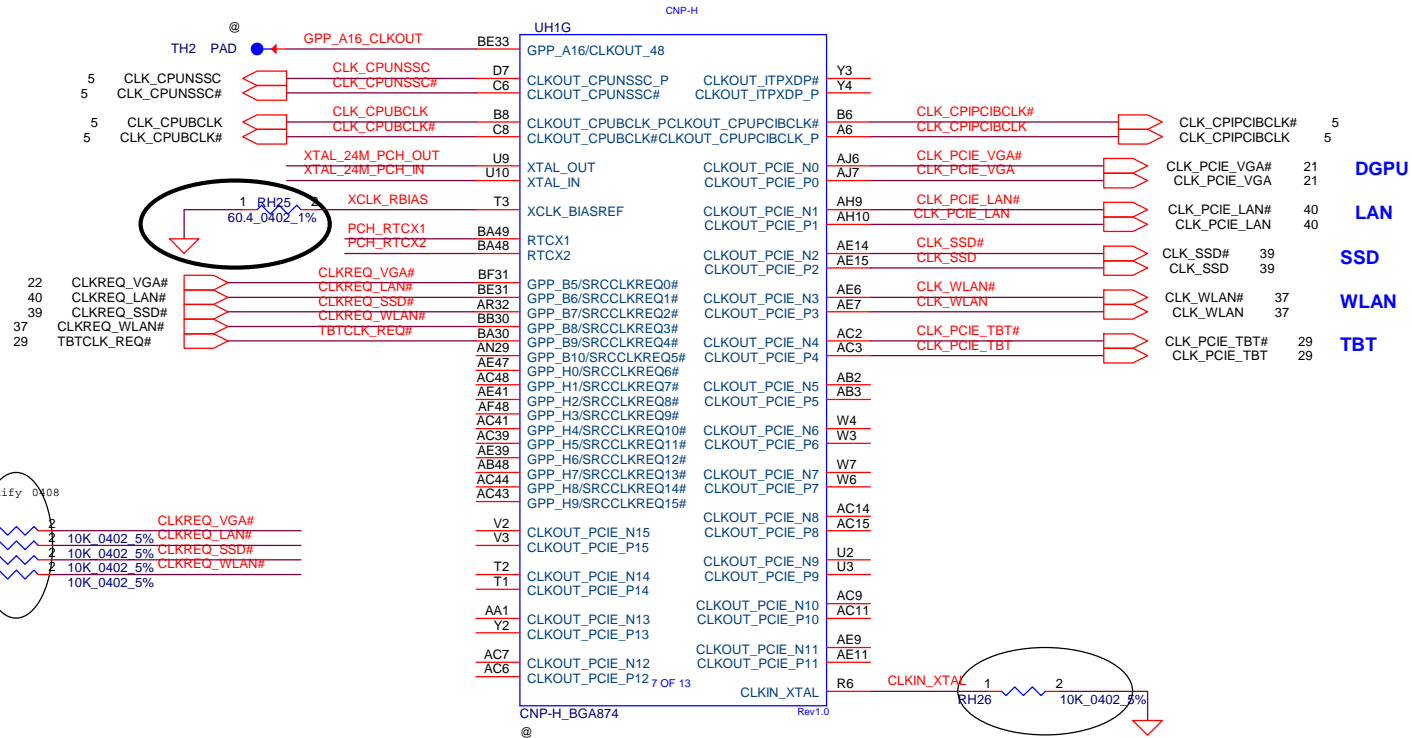 CNP-H
@
UH1G
TH2 PAD GPP_A16_CLKOUT BE33 GPP_A16/CLKOUT_48
5 CLK_CPUNSSC CLK_CPUNSSC D7 CLKOUT_CPUNSSC_P CLKOUT_ITPXDP# Y3
5 CLK_CPUNSSC# CLK_CPUNSSC# C6 CLKOUT_CPUNSSC# CLKOUT_ITPXDP_P Y4
5 CLK_CPUBCLK CLK_CPUBCLK B8 CLKOUT_CPUBCLK_P CLKOUT_CPUPCIBCLK# B6 CLK_CPIPCIBCLK# CLK_CPIPCIBCLK# 5
5 CLK_CPUBCLK# CLK_CPUBCLK# C8 CLKOUT_CPUBCLK# CLKOUT_CPUPCIBCLK_P A6 CLK_CPIPCIBCLK CLK_CPIPCIBCLK 5
XTAL_24M_PCH_OUT U9 XTAL_OUT CLKOUT_PCIE_N0 AJ6 CLK_PCIE_VGA# CLK_PCIE_VGA# 21 DGPU
XTAL_24M_PCH_IN U10 XTAL_IN CLKOUT_PCIE_P0 AJ7 CLK_PCIE_VGA CLK_PCIE_VGA 21
1 RH25 2 XCLK_RBIAS T3 XCLK_BIASREF CLKOUT_PCIE_N1 AH9 CLK_PCIE_LAN# CLK_PCIE_LAN# 40 LAN
60.4_0402_1% CLKOUT_PCIE_P1 AH10 CLK_PCIE_LAN CLK_PCIE_LAN 40
PCH_RTCX1 BA49 RTCX1
PCH_RTCX2 BA48 RTCX2 CLKOUT_PCIE_N2 AE14 CLK_SSD# CLK_SSD# 39 SSD
CLKOUT_PCIE_P2 AE15 CLK_SSD CLK_SSD 39
22 CLKREQ_VGA# CLKREQ_VGA# BF31 GPP_B5/SRCCLKREQ0#
40 CLKREQ_LAN# CLKREQ_LAN# BE31 GPP_B6/SRCCLKREQ1# CLKOUT_PCIE_N3 AE6 CLK_WLAN# CLK_WLAN# 37 WLAN
39 CLKREQ_SSD# CLKREQ_SSD# AR32 GPP_B7/SRCCLKREQ2# CLKOUT_PCIE_P3 AE7 CLK_WLAN CLK_WLAN 37
37 CLKREQ_WLAN# CLKREQ_WLAN# BB30 GPP_B8/SRCCLKREQ3#
29 TBTCLK_REQ# TBTCLK_REQ# BA30 GPP_B9/SRCCLKREQ4# CLKOUT_PCIE_N4 AC2 CLK_PCIE_TBT# CLK_PCIE_TBT# 29 TBT
AN29 GPP_B10/SRCCLKREQ5# CLKOUT_PCIE_P4 AC3 CLK_PCIE_TBT CLK_PCIE_TBT 29
AE47 GPP_H0/SRCCLKREQ6#
AC48 GPP_H1/SRCCLKREQ7# CLKOUT_PCIE_N5 AB2
AE41 GPP_H2/SRCCLKREQ8# CLKOUT_PCIE_P5 AB3
AF48 GPP_H3/SRCCLKREQ9#
AC41 GPP_H4/SRCCLKREQ10# CLKOUT_PCIE_N6 W4
AC39 GPP_H5/SRCCLKREQ11# CLKOUT_PCIE_P6 W3
AE39 GPP_H6/SRCCLKREQ12#
AB48 GPP_H7/SRCCLKREQ13# CLKOUT_PCIE_N7 W7
AC44 GPP_H8/SRCCLKREQ14# CLKOUT_PCIE_P7 W6
AC43 GPP_H9/SRCCLKREQ15#
ify 0408
CLKOUT_PCIE_N8 AC14
2 CLKREQ_VGA# V2 CLKOUT_PCIE_N15 CLKOUT_PCIE_P8 AC15
2 10K_0402_5% CLKREQ_LAN# V3 CLKOUT_PCIE_P15
2 10K_0402_5% CLKREQ_SSD# CLKOUT_PCIE_N9 U2
2 10K_0402_5% CLKREQ_WLAN# T2 CLKOUT_PCIE_N14 CLKOUT_PCIE_P9 U3
10K_0402_5% T1 CLKOUT_PCIE_P14
CLKOUT_PCIE_N10 AC9
AA1 CLKOUT_PCIE_N13 CLKOUT_PCIE_P10 AC11
Y2 CLKOUT_PCIE_P13
CLKOUT_PCIE_N11 AE9
AC7 CLKOUT_PCIE_N12 CLKOUT_PCIE_P11 AE11
AC6 CLKOUT_PCIE_P12 7 OF 13
CLKIN_XTAL R6 CLKIN_XTAL 1 2
RH26 10K_0402_5%
CNP-H_BGA874 Rev1.0
@